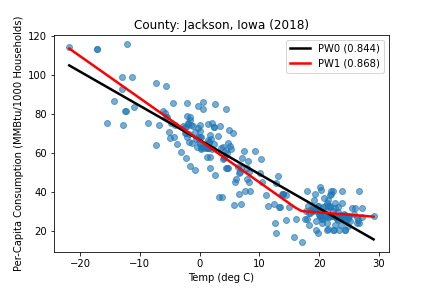 County: Jackson, Iowa (2018)
Per-Capita Consumption (MMBtu/1000 Households)
120
100
80
60
40
20
PW0 (0.844)
PW1 (0.868)
−20
−10
0
10
20
30
Temp (deg C)